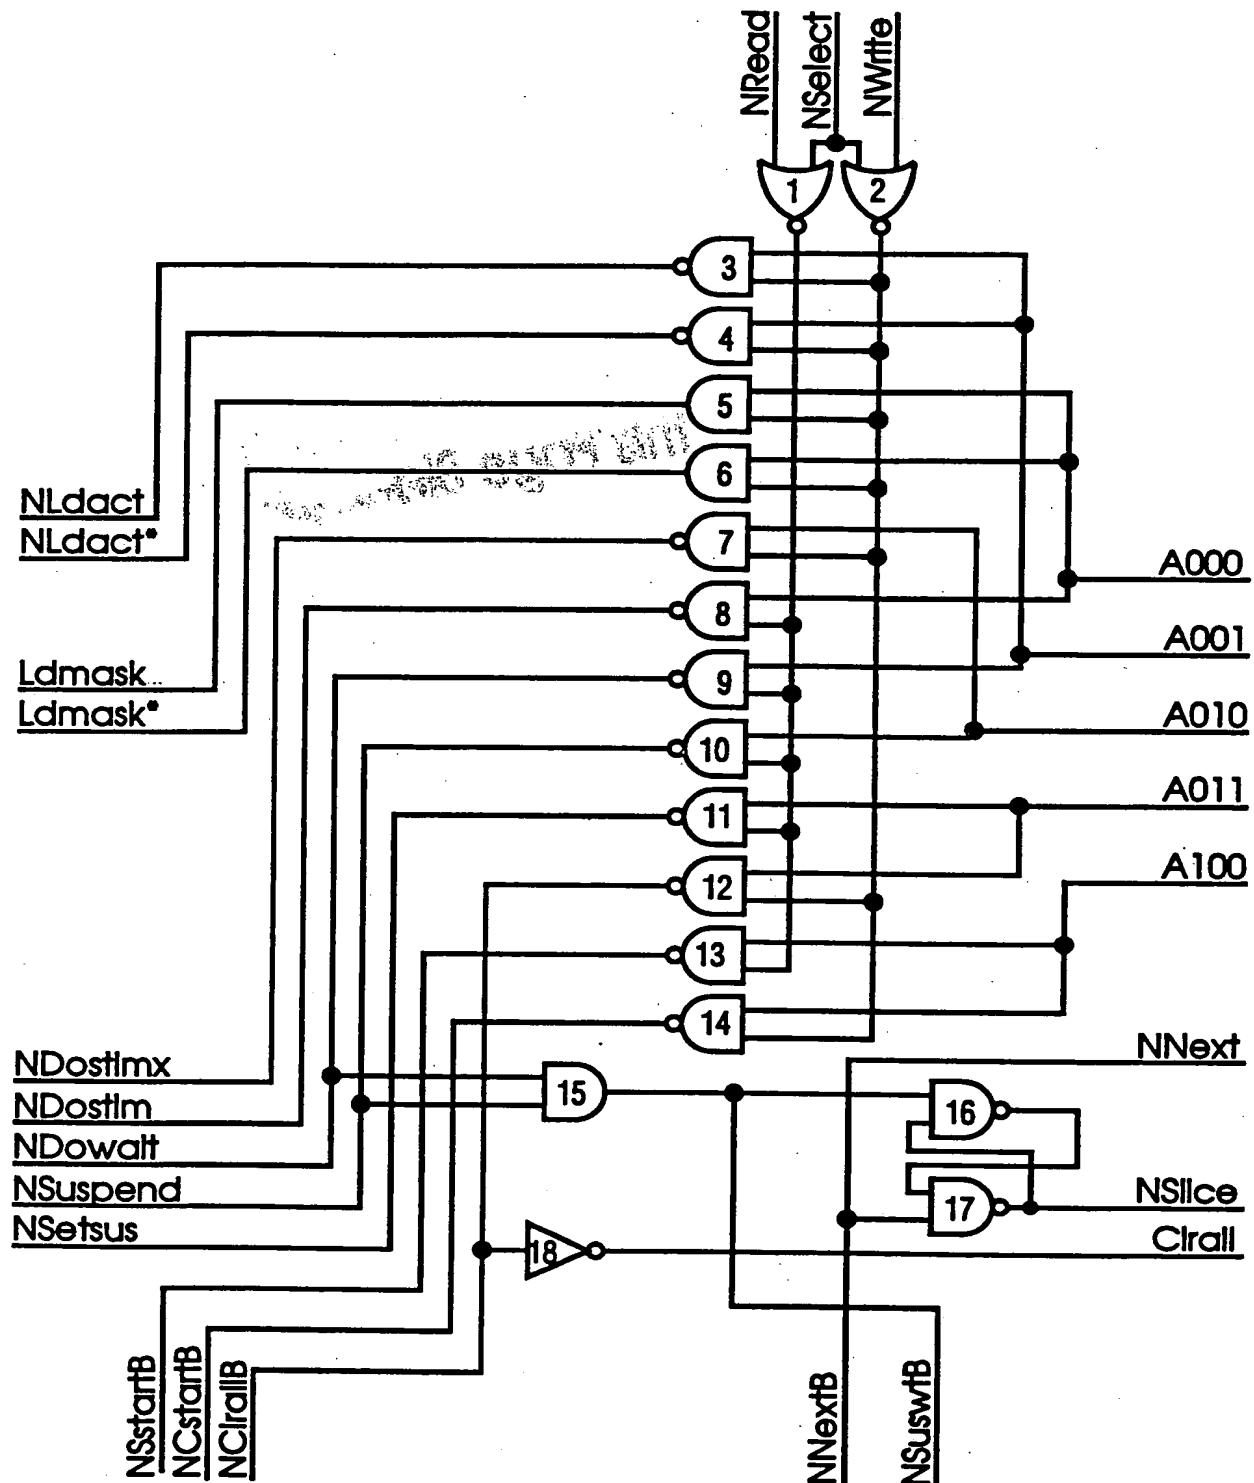 NRead
NSelect
NWrite
1
2
3
4
5
6
7
8
9
10
11
12
13
14
15
16
17
18
NLdact
NLdact*
Ldmask
Ldmask*
A000
A001
A010
A011
A100
NDostimx
NDostim
NDowait
NSuspend
NSetsus
NNext
NSlice
Clrall
NSstartB
NCstartB
NClrallB
NNextB
NSuswtB